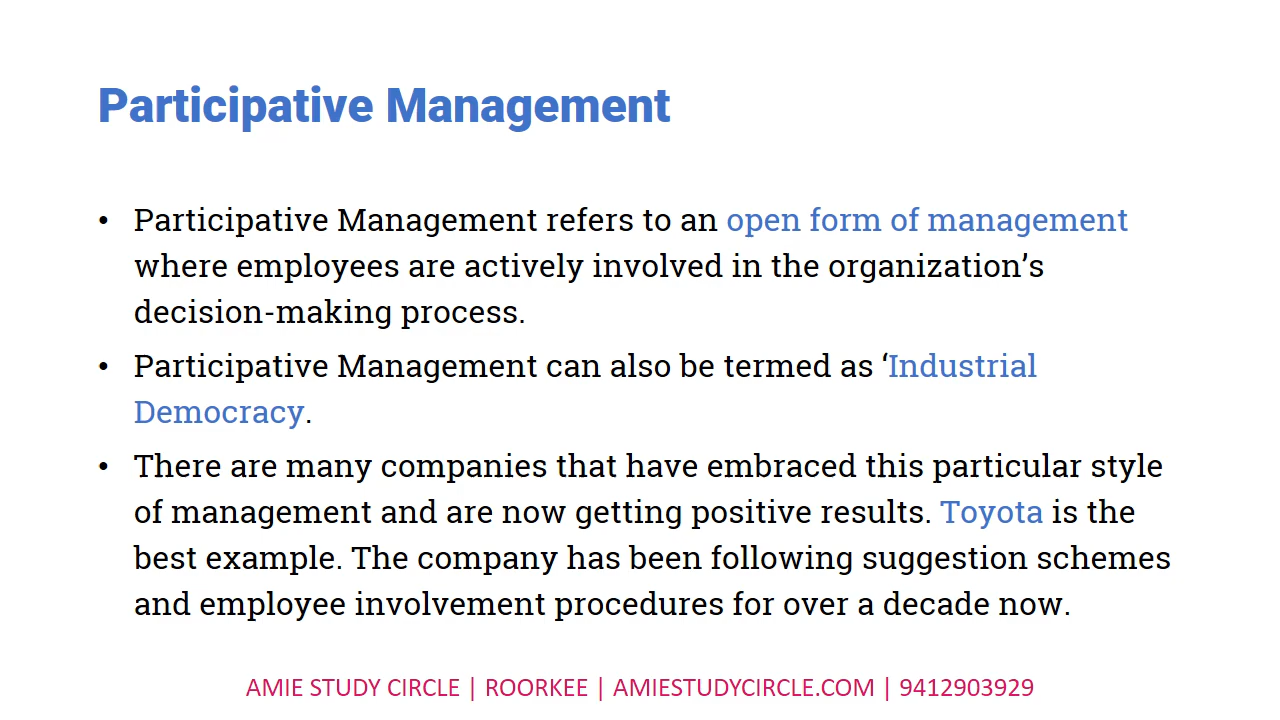 Participative Management
• Participative Management refers to an open form of management
where employees are actively involved in the organization’s
decision-making process.
• Participative Management can also be termed as ‘Industrial
Democracy.
• There are many companies that have embraced this particular style
of management and are now getting positive results. Toyota is the
best example. The company has been following suggestion schemes
and employee involvement procedures for over a decade now.
AMIE STUDY CIRCLE | ROORKEE | AMIESTUDYCIRCLE.COM | 9412903929